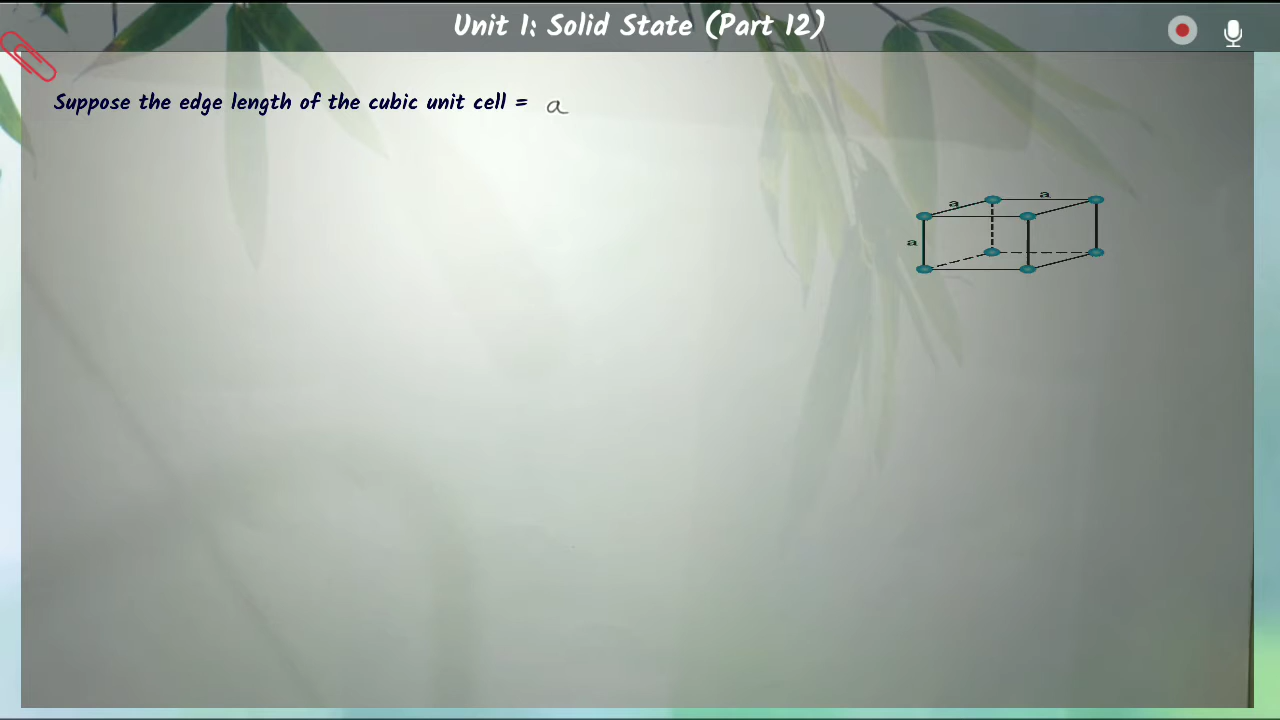 Unit 1: Solid State (Part 12)
Suppose the edge length of the cubic unit cell = a
a
a
a